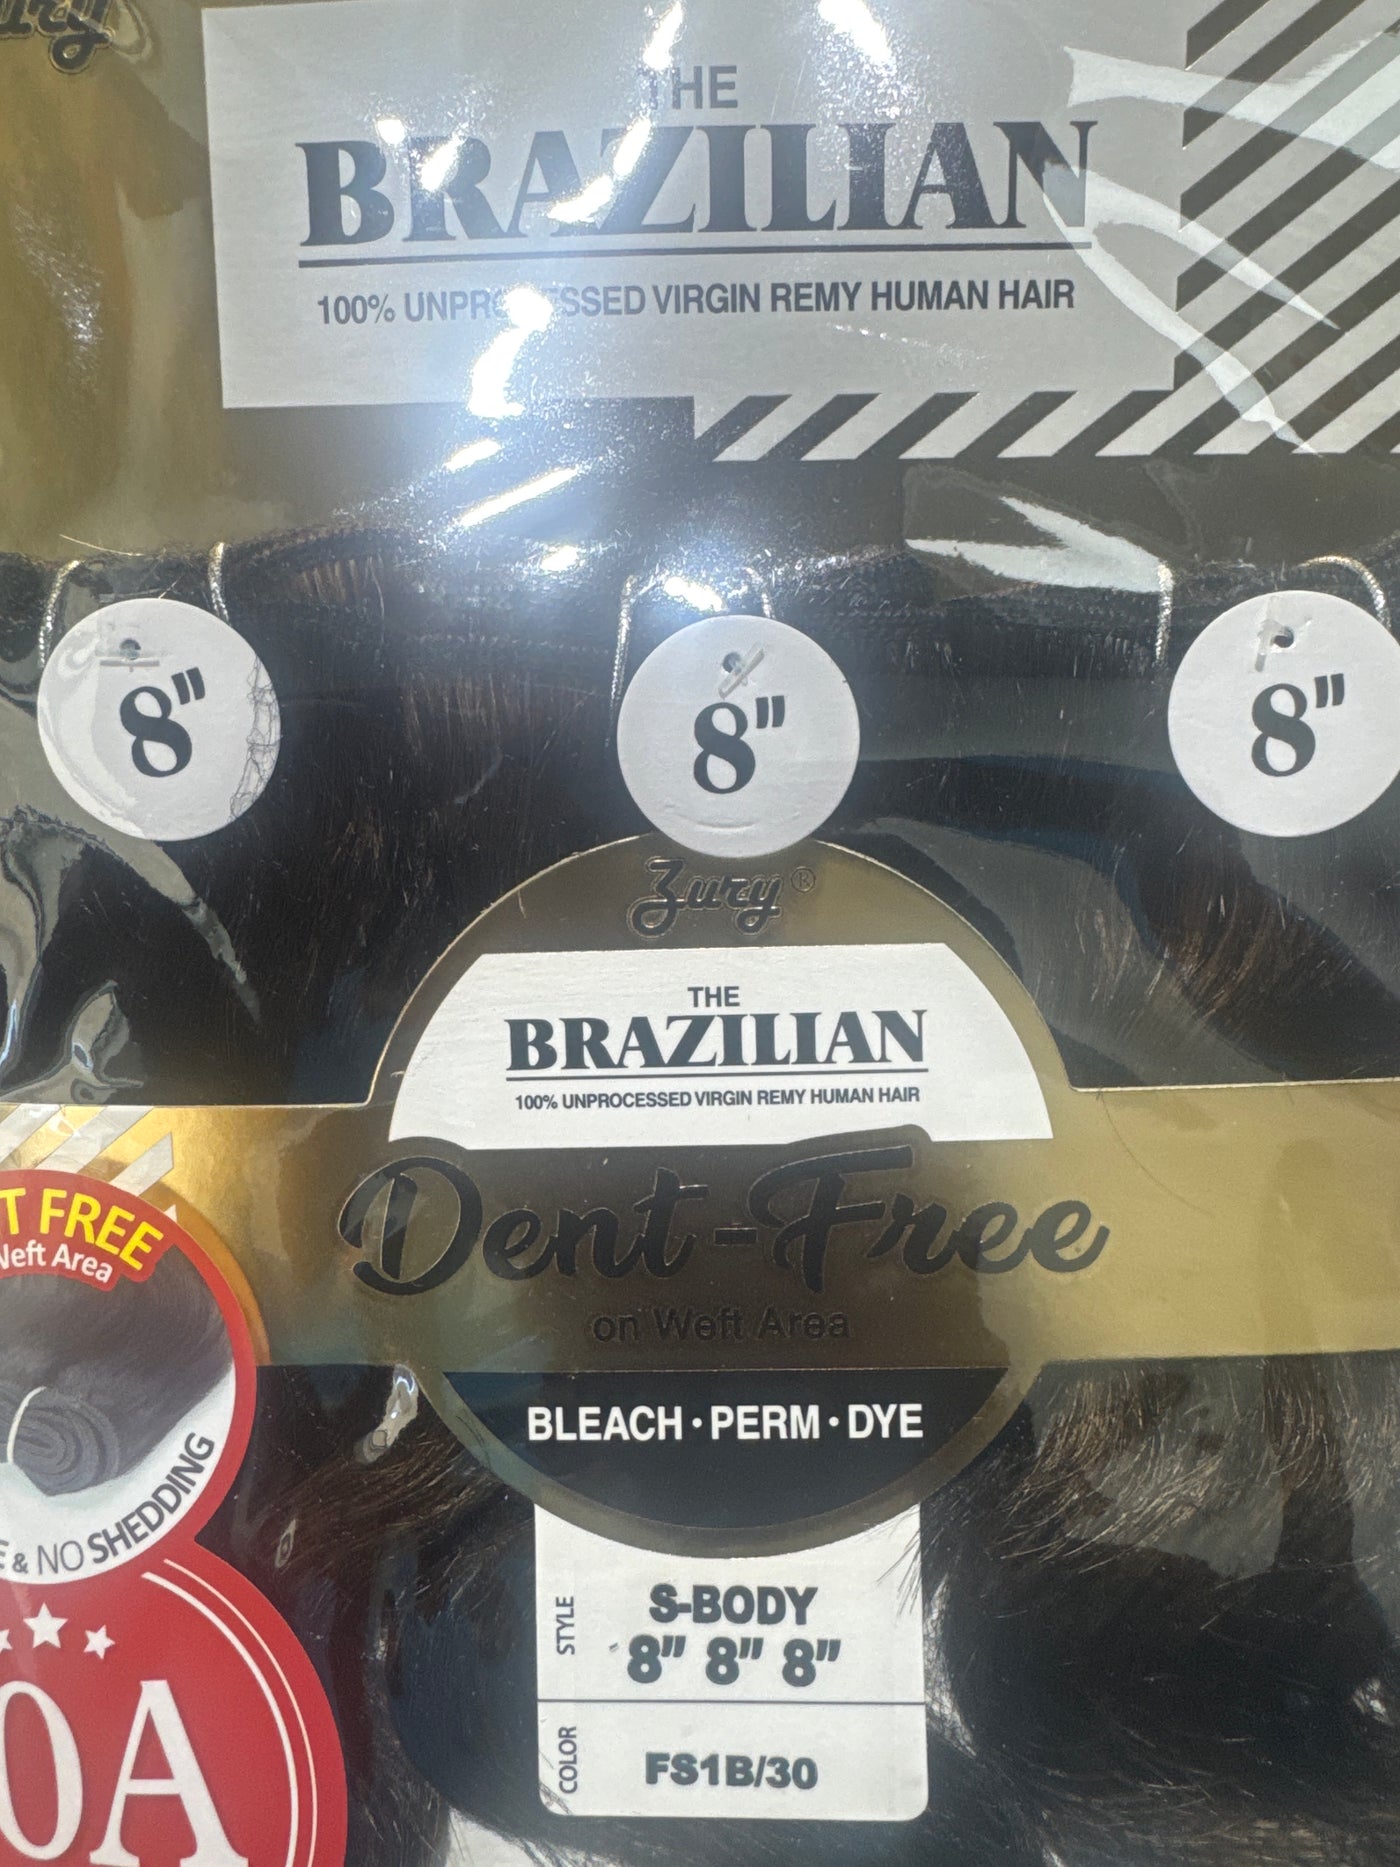 THE
BRAZILIAN
100% UNPROCESSED VIRGIN REMY HUMAN HAIR
8"
8"
8"
Zury®
THE
BRAZILIAN
100% UNPROCESSED VIRGIN REMY HUMAN HAIR
Dent-Free
on Weft Area
BLEACH • PERM • DYE
T FREE
Weft Area
E & NO SHEDDING
0A
STYLE
S-BODY
8" 8" 8"
COLOR
FS1B/30